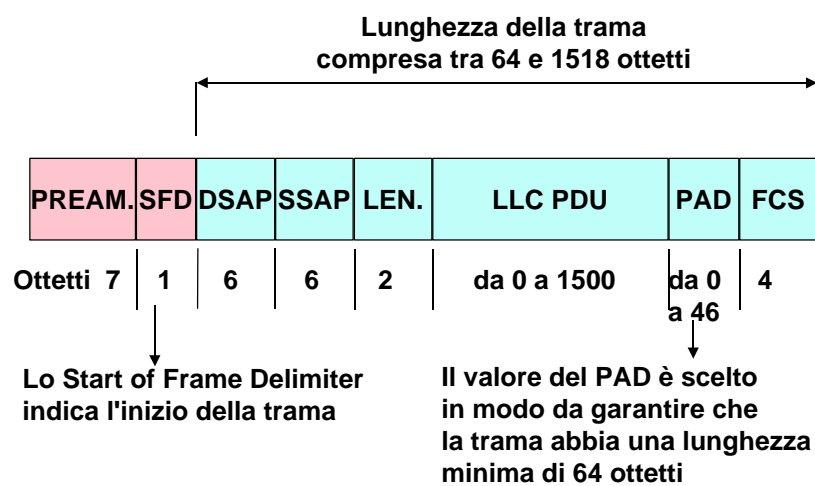 Lunghezza della trama
compresa tra 64 e 1518 ottetti
PREAM. SFD DSAP SSAP LEN. LLC PDU PAD FCS
Ottetti 7 1 6 6 2 da 0 a 1500 da 0 4
a 46
Lo Start of Frame Delimiter
indica l'inizio della trama
Il valore del PAD è scelto
in modo da garantire che
la trama abbia una lunghezza
minima di 64 ottetti